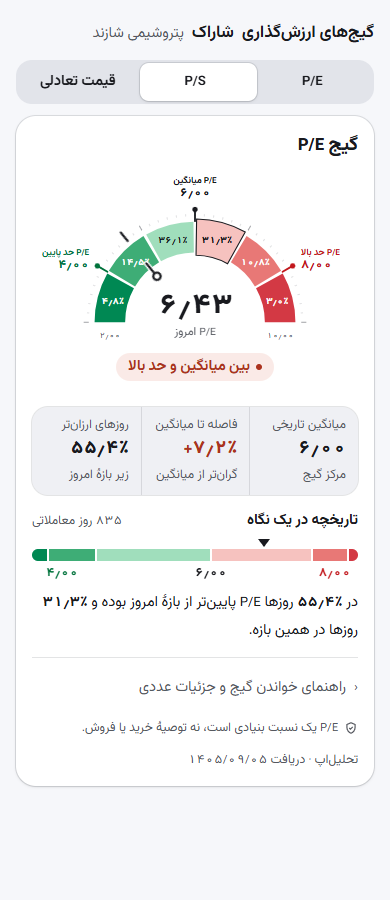 گیج‌های ارزش‌گذاری شاراک پتروشیمی شازند
P/E
P/S
قیمت تعادلی
گیج P/E
P/E میانگین
۶٫۰۰
P/E حد پایین
۴٫۰۰
P/E حد بالا
۸٫۰۰
۳۶٫۱٪
۳۱٫۳٪
۱۰٫۸٪
۴٫۸٪
۳٫۰٪
۶٫۴۳
P/E امروز
۲٫۰۰
۱۰٫۰۰
بین میانگین و حد بالا
میانگین تاریخی
۶٫۰۰
مرکز گیج
فاصله تا میانگین
+۷٫۲٪
گران‌تر از میانگین
روزهای ارزان‌تر
۵۵٫۴٪
زیر بازهٔ امروز
تاریخچه در یک نگاه
۸۳۵ روز معاملاتی
۸٫۰۰
۶٫۰۰
۴٫۰۰
در ۵۵٫۴٪ روزها P/E پایین‌تر از بازهٔ امروز بوده و ۳۱٫۳٪
روزها در همین بازه.
راهنمای خواندن گیج و جزئیات عددی
P/E یک نسبت بنیادی است، نه توصیهٔ خرید یا فروش.
تحلیل‌اپ · دریافت ۱۴۰۵/۰۹/۰۵